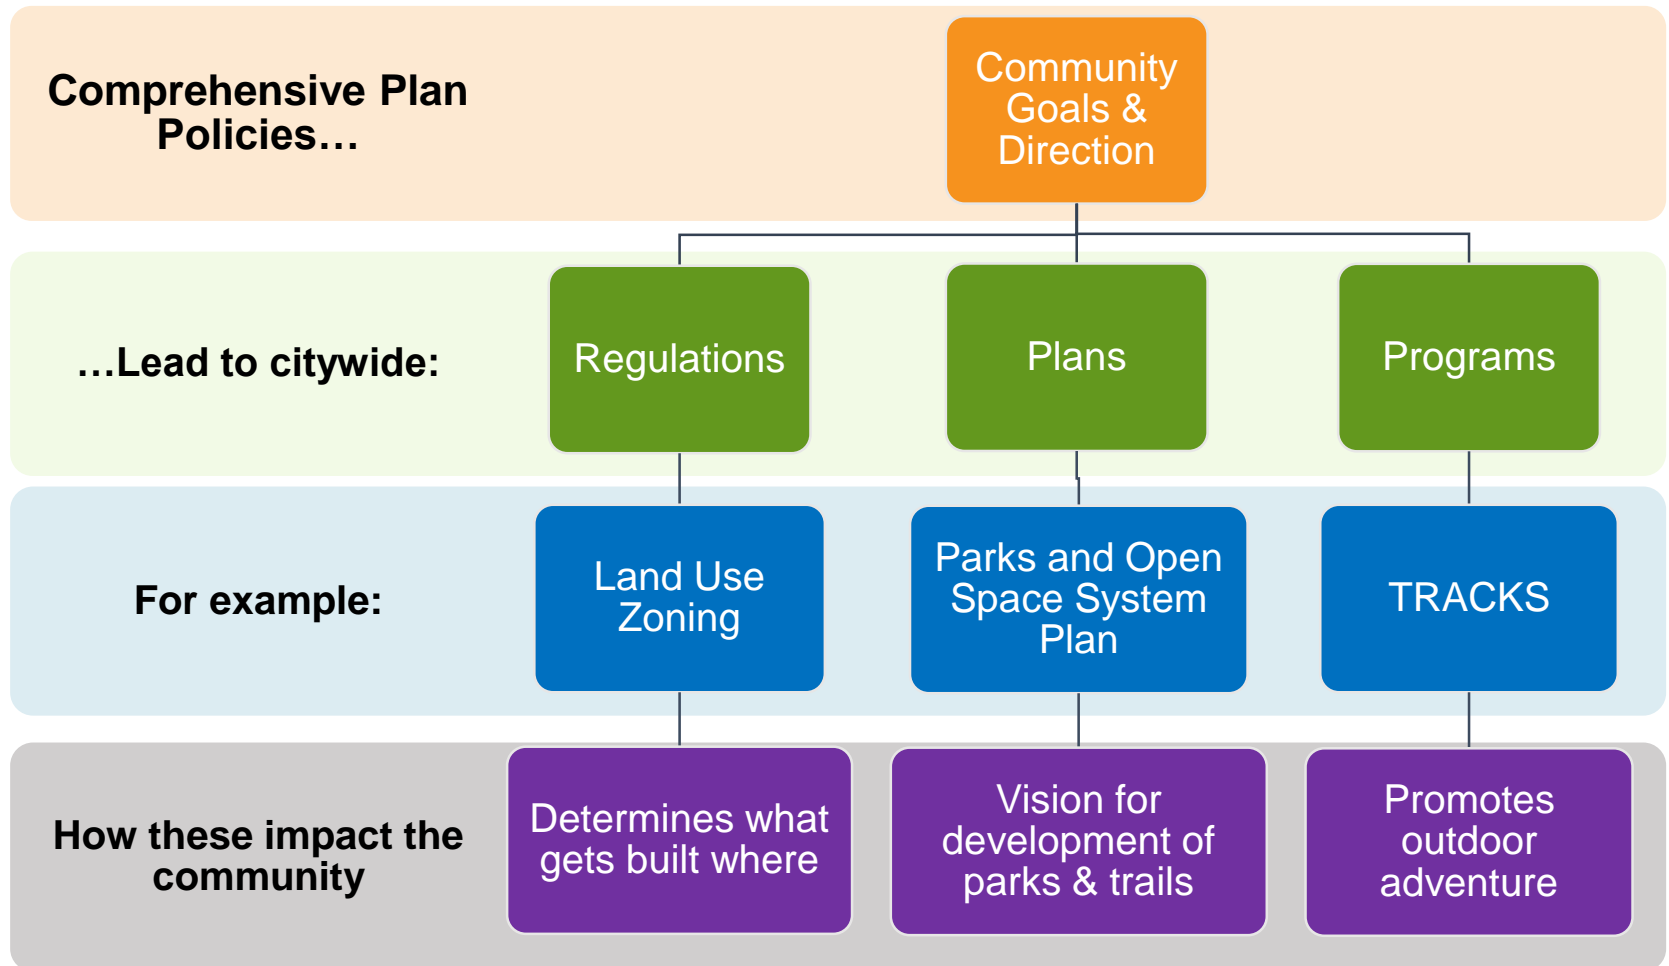 Comprehensive Plan
Policies…
Community
Goals &
Direction
…Lead to citywide:
Regulations
Plans
Programs
For example:
Land Use
Zoning
Parks and Open
Space System
Plan
TRACKS
How these impact the
community
Determines what
gets built where
Vision for
development of
parks & trails
Promotes
outdoor
adventure